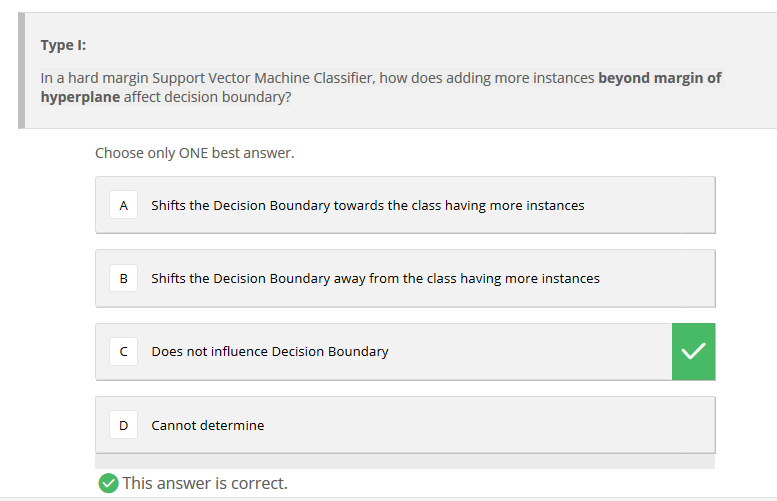 Type I:
In a hard margin Support Vector Machine Classifier, how does adding more instances beyond margin of
hyperplane affect decision boundary?
Choose only ONE best answer.
A Shifts the Decision Boundary towards the class having more instances
B Shifts the Decision Boundary away from the class having more instances
C Does not influence Decision Boundary
D Cannot determine
This answer is correct.